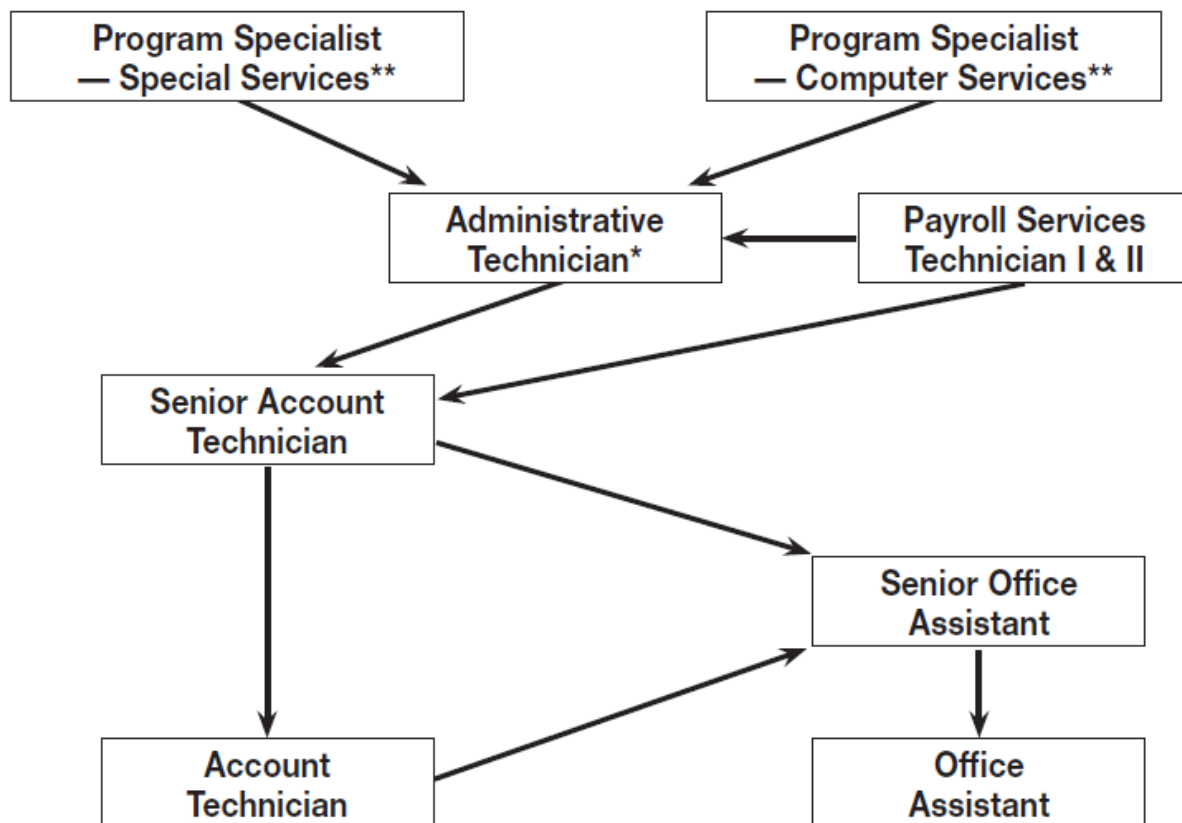 Program Specialist
— Special Services**
Program Specialist
— Computer Services**
Administrative
Technician*
Payroll Services
Technician I & II
Senior Account
Technician
Senior Office
Assistant
Account
Technician
Office
Assistant